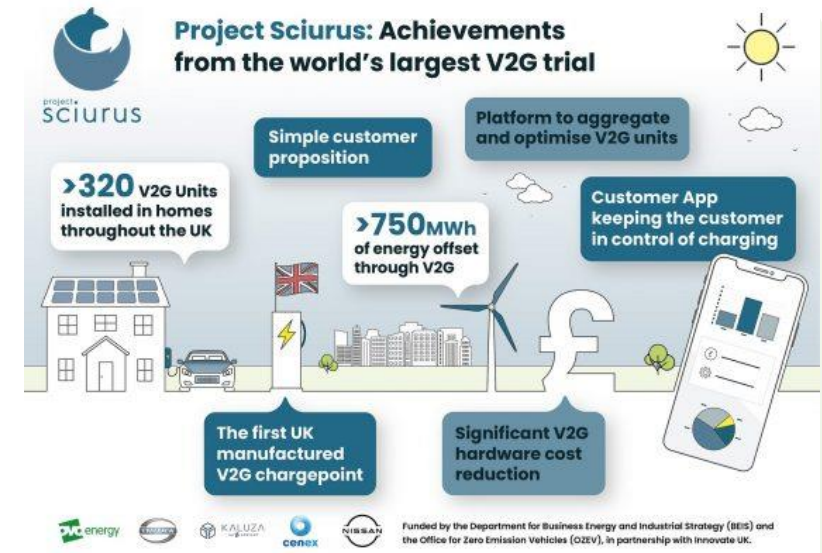 Project Sciurus: Achievements
from the world's largest V2G trial
project
sciurus
Simple customer
proposition
Platform to aggregate
and optimise V2G units
>320 V2G Units
installed in homes
throughout the UK
>750MWh
of energy offset
through V2G
Customer App
keeping the customer
in control of charging
The first UK
manufactured
V2G chargepoint
Significant V2G
hardware cost
reduction
OVO energy
KALUZA
cenex
NISSAN
Funded by the Department for Business Energy and Industrial Strategy (BEIS) and
the Office for Zero Emission Vehicles (OZEV), in partnership with Innovate UK.